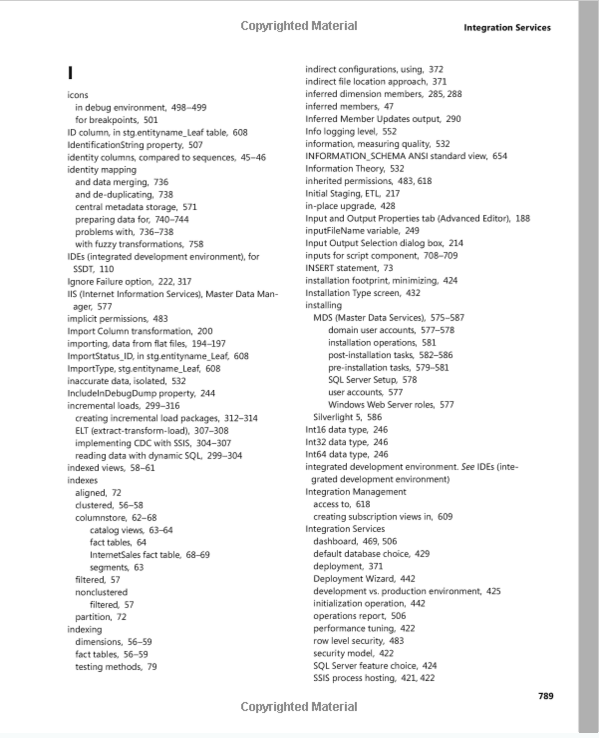 Copyrighted Material
Integration Services
I
icons
in debug environment, 498–499
for breakpoints, 501
ID column, in stg.entityname_Leaf table, 608
IdentificationString property, 507
identity columns, compared to sequences, 45–46
identity mapping
and data merging, 736
and de-duplicating, 738
central metadata storage, 571
preparing data for, 740–744
problems with, 736–738
with fuzzy transformations, 758
IDEs (integrated development environment), for
SSDT, 110
Ignore Failure option, 222, 317
IIS (Internet Information Services), Master Data Man-
ager, 577
implicit permissions, 483
Import Column transformation, 200
importing, data from flat files, 194–197
ImportStatus_ID, in stg.entityname_Leaf, 608
ImportType, stg.entityname_Leaf, 608
inaccurate data, isolated, 532
IncludeInDebugDump property, 244
incremental loads, 299–316
creating incremental load packages, 312–314
ELT (extract-transform-load), 307–308
implementing CDC with SSIS, 304–307
reading data with dynamic SQL, 299–304
indexed views, 58–61
indexes
aligned, 72
clustered, 56–58
columnstore, 62–68
catalog views, 63–64
fact tables, 64
InternetSales fact table, 68–69
segments, 63
filtered, 57
nonclustered
filtered, 57
partition, 72
indexing
dimensions, 56–59
fact tables, 56–59
testing methods, 79
indirect configurations, using, 372
indirect file location approach, 371
inferred dimension members, 285, 288
inferred members, 47
Inferred Member Updates output, 290
Info logging level, 552
information, measuring quality, 532
INFORMATION_SCHEMA ANSI standard view, 654
Information Theory, 532
inherited permissions, 483, 618
Initial Staging, ETL, 217
in-place upgrade, 428
Input and Output Properties tab (Advanced Editor), 188
inputFileName variable, 249
Input Output Selection dialog box, 214
inputs for script component, 708–709
INSERT statement, 73
installation footprint, minimizing, 424
Installation Type screen, 432
installing
MDS (Master Data Services), 575–587
domain user accounts, 577–578
installation operations, 581
post-installation tasks, 582–586
pre-installation tasks, 579–581
SQL Server Setup, 578
user accounts, 577
Windows Web Server roles, 577
Silverlight 5, 586
Int16 data type, 246
Int32 data type, 246
Int64 data type, 246
integrated development environment. See IDEs (inte-
grated development environment)
Integration Management
access to, 618
creating subscription views in, 609
Integration Services
dashboard, 469, 506
default database choice, 429
deployment, 371
Deployment Wizard, 442
development vs. production environment, 425
initialization operation, 442
operations report, 506
performance tuning, 422
row level security, 483
security model, 422
SQL Server feature choice, 424
SSIS process hosting, 421, 422
789
Copyrighted Material